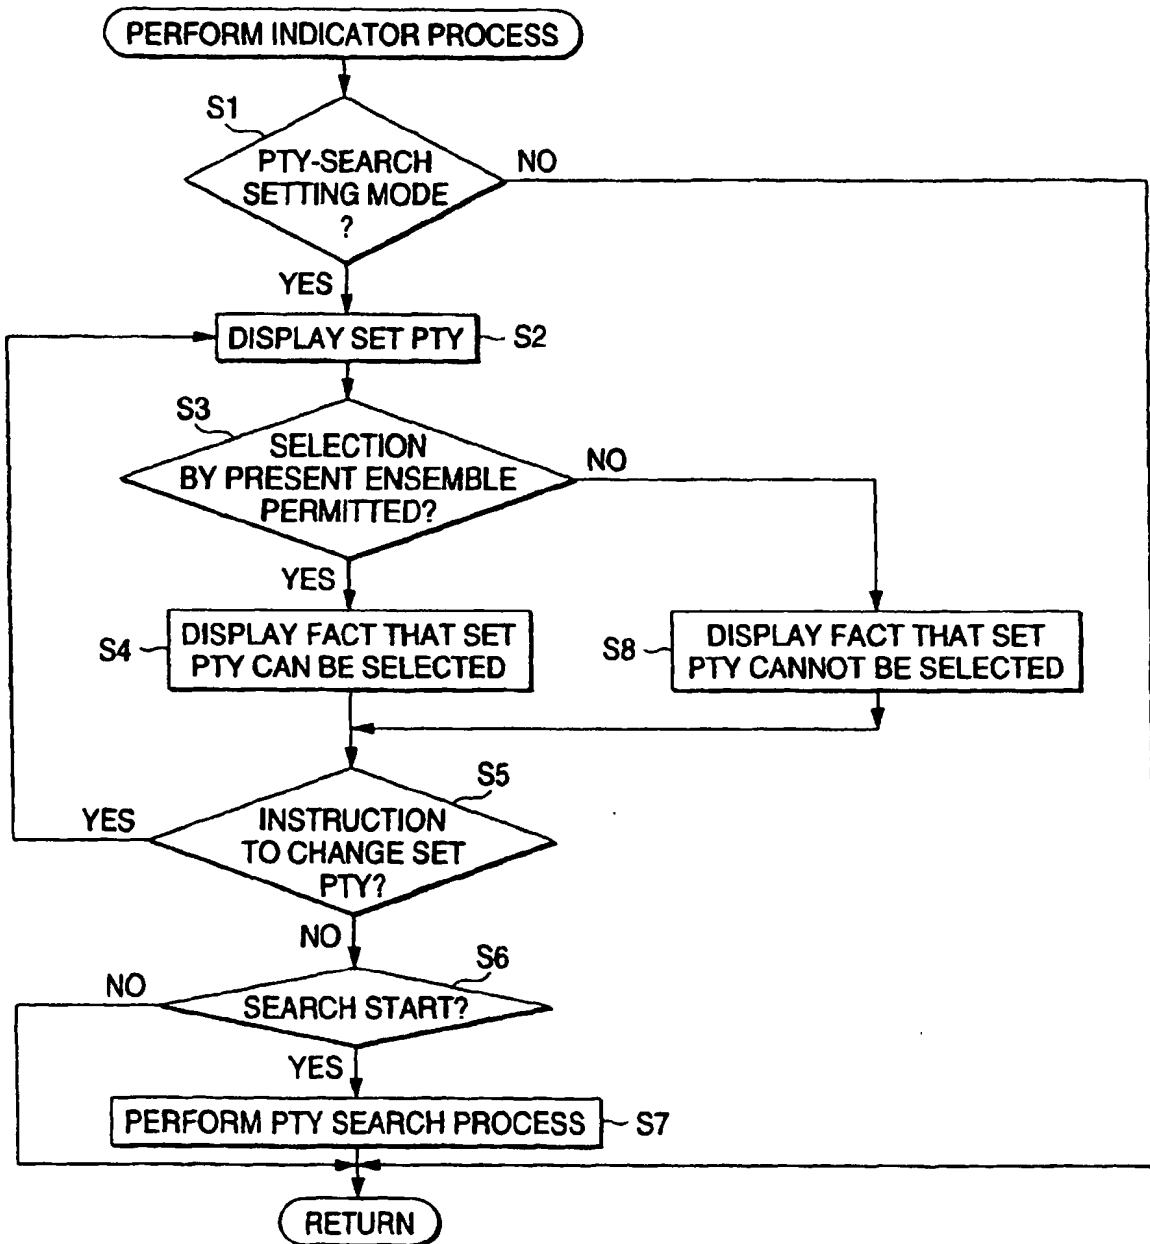 PERFORM INDICATOR PROCESS
S1
PTY-SEARCH
SETTING MODE
?
NO
YES
DISPLAY SET PTY
S2
S3
SELECTION
BY PRESENT ENSEMBLE
PERMITTED?
NO
YES
S4
DISPLAY FACT THAT SET
PTY CAN BE SELECTED
S8
DISPLAY FACT THAT SET
PTY CANNOT BE SELECTED
S5
YES
INSTRUCTION
TO CHANGE SET
PTY?
NO
S6
NO
SEARCH START?
YES
PERFORM PTY SEARCH PROCESS
S7
RETURN